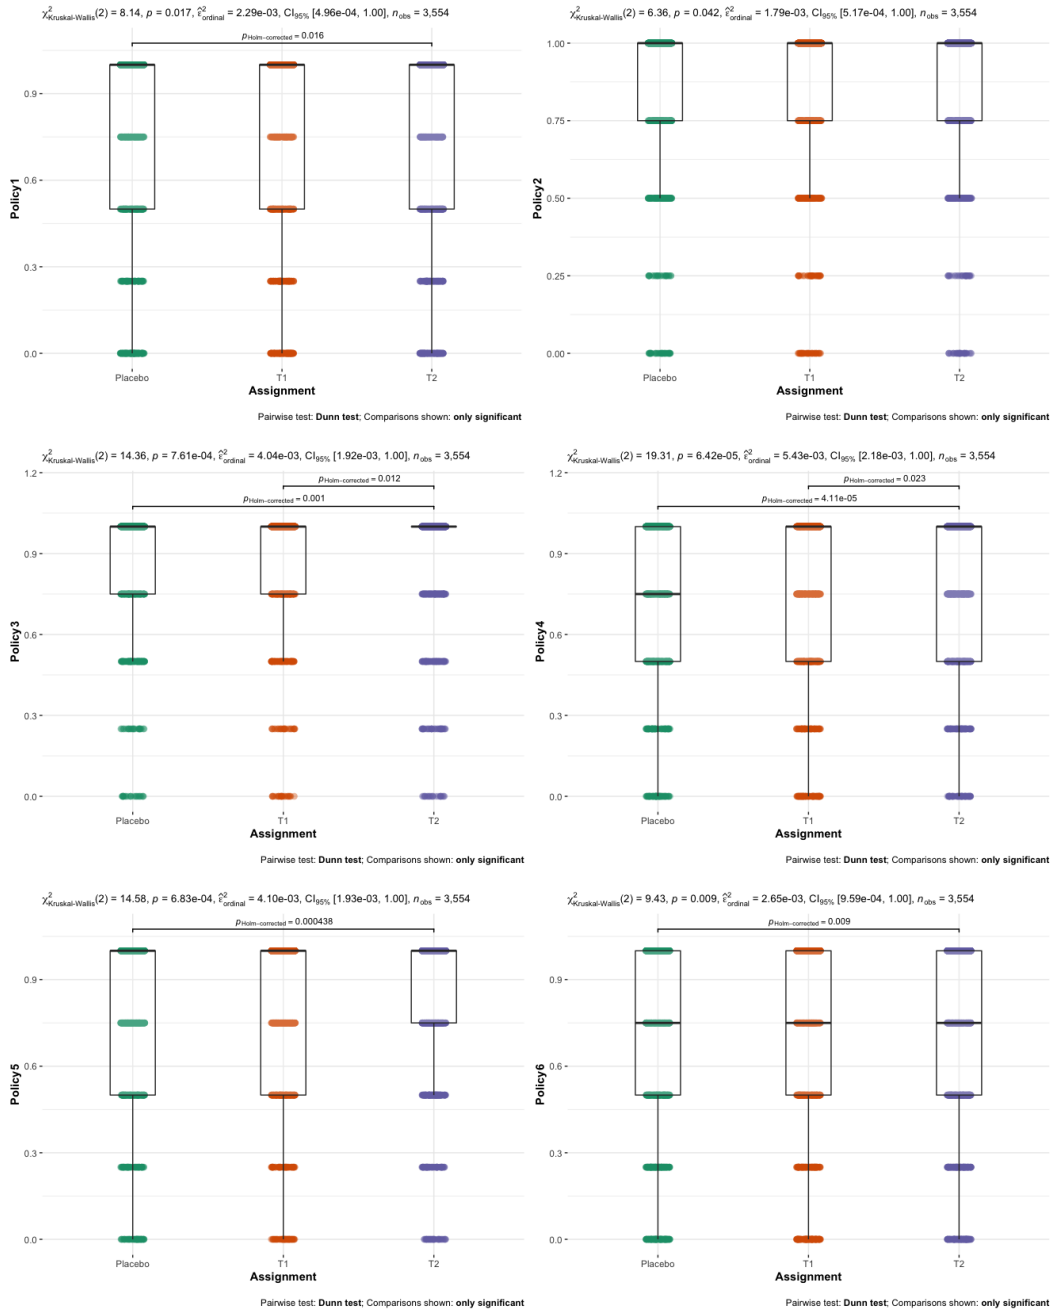 χ²Kruskal−Wallis(2) = 8.14, p = 0.017, ε̂²ordinal = 2.29e-03, CI95% [4.96e-04, 1.00], nobs = 3,554
pHolm−corrected = 0.016
Policy1
0.9
0.6
0.3
0.0
Placebo T1 T2
Assignment
Pairwise test: Dunn test; Comparisons shown: only significant
χ²Kruskal−Wallis(2) = 6.36, p = 0.042, ε̂²ordinal = 1.79e-03, CI95% [5.17e-04, 1.00], nobs = 3,554
Policy2
1.00
0.75
0.50
0.25
0.00
Placebo T1 T2
Assignment
Pairwise test: Dunn test; Comparisons shown: only significant
χ²Kruskal−Wallis(2) = 14.36, p = 7.61e-04, ε̂²ordinal = 4.04e-03, CI95% [1.92e-03, 1.00], nobs = 3,554
pHolm−corrected = 0.012
pHolm−corrected = 0.001
Policy3
1.2
0.9
0.6
0.3
0.0
Placebo T1 T2
Assignment
Pairwise test: Dunn test; Comparisons shown: only significant
χ²Kruskal−Wallis(2) = 19.31, p = 6.42e-05, ε̂²ordinal = 5.43e-03, CI95% [2.18e-03, 1.00], nobs = 3,554
pHolm−corrected = 0.023
pHolm−corrected = 4.11e-05
Policy4
1.2
0.9
0.6
0.3
0.0
Placebo T1 T2
Assignment
Pairwise test: Dunn test; Comparisons shown: only significant
χ²Kruskal−Wallis(2) = 14.58, p = 6.83e-04, ε̂²ordinal = 4.10e-03, CI95% [1.93e-03, 1.00], nobs = 3,554
pHolm−corrected = 0.000438
Policy5
0.9
0.6
0.3
0.0
Placebo T1 T2
Assignment
Pairwise test: Dunn test; Comparisons shown: only significant
χ²Kruskal−Wallis(2) = 9.43, p = 0.009, ε̂²ordinal = 2.65e-03, CI95% [9.59e-04, 1.00], nobs = 3,554
pHolm−corrected = 0.009
Policy6
0.9
0.6
0.3
0.0
Placebo T1 T2
Assignment
Pairwise test: Dunn test; Comparisons shown: only significant